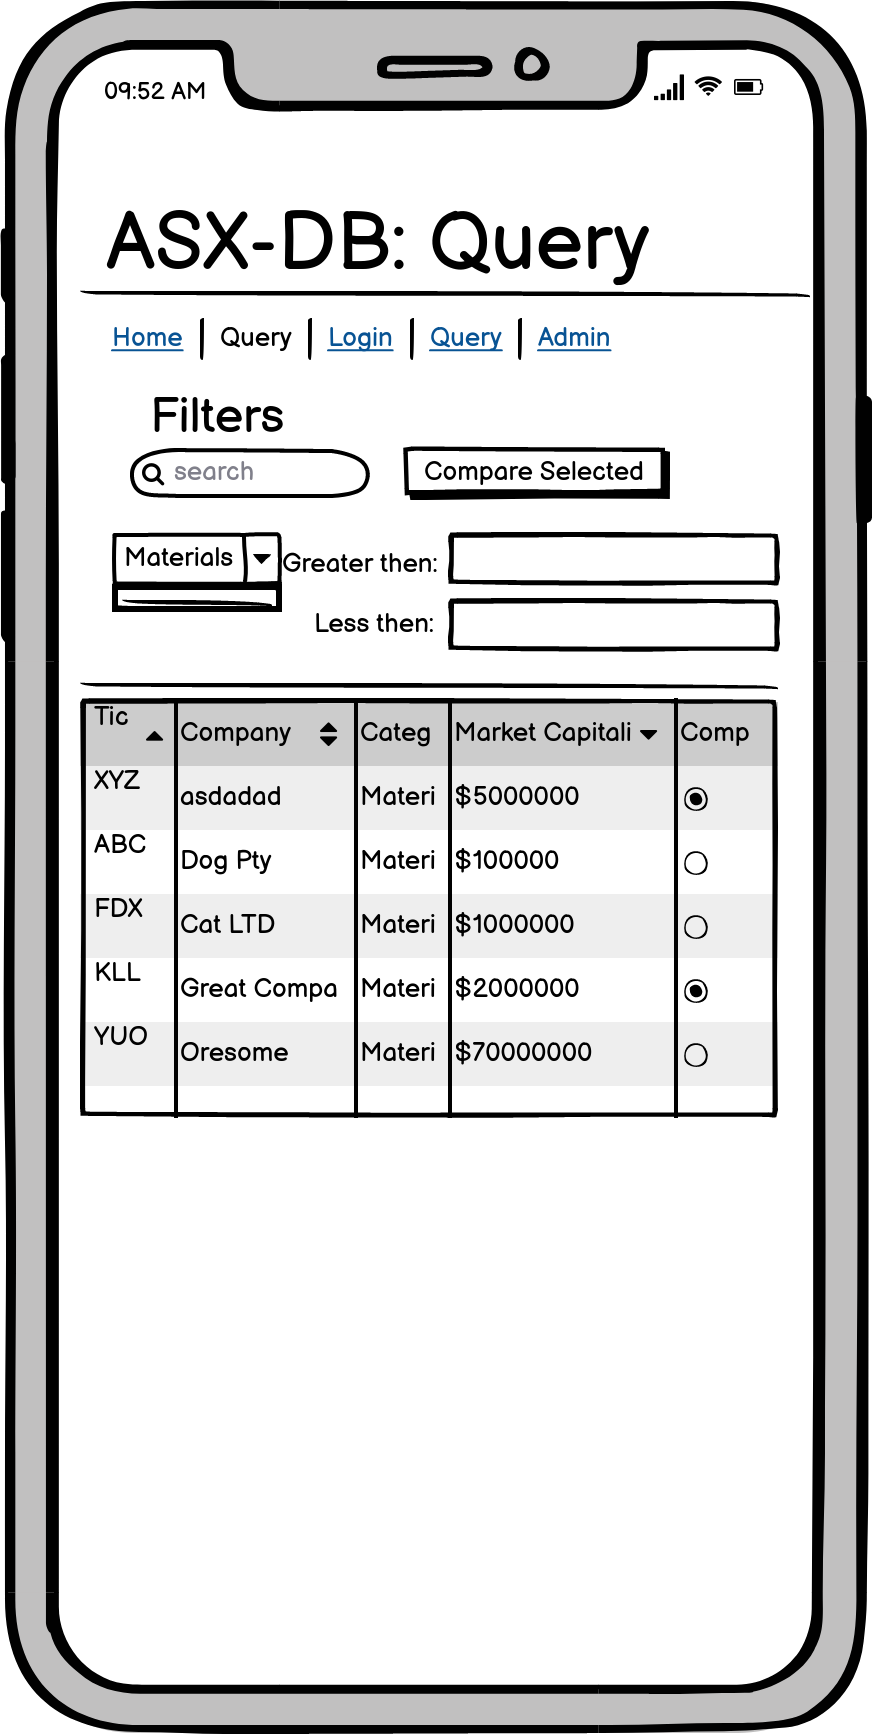 09:52 AM
ASX-DB: Query
Home Query Login Query Admin
Filters
search Compare Selected
Materials Greater then:
Less then:
Tic Company Categ Market Capitali Comp
XYZ asdadad Materi $5000000
ABC Dog Pty Materi $100000
FDX Cat LTD Materi $1000000
KLL Great Compa Materi $2000000
YUO Oresome Materi $70000000